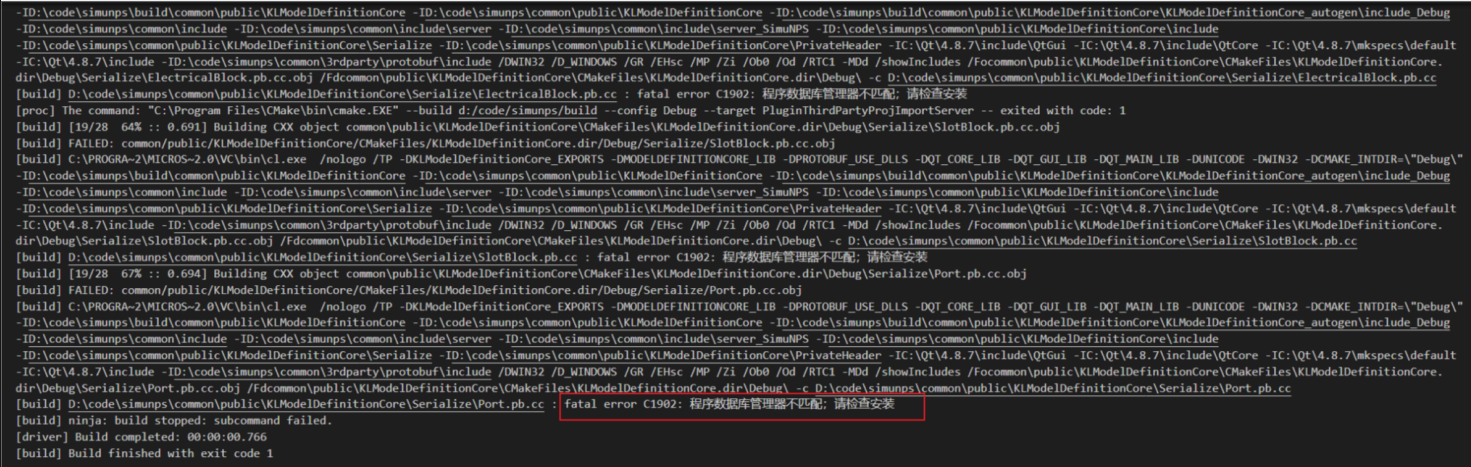 -ID:\code\simunps\build\common\public\KLModelDefinitionCore -ID:\code\simunps\common\public\KLModelDefinitionCore -ID:\code\simunps\build\common\public\KLModelDefinitionCore\KLModelDefinitionCore_autogen\include_Debug
-ID:\code\simunps\common\include -ID:\code\simunps\common\include\server -ID:\code\simunps\common\include\server_SimuNPS -ID:\code\simunps\common\public\KLModelDefinitionCore\include
-ID:\code\simunps\common\public\KLModelDefinitionCore\Serialize -ID:\code\simunps\common\public\KLModelDefinitionCore\PrivateHeader -IC:\Qt\4.8.7\include\QtGui -IC:\Qt\4.8.7\include\QtCore -IC:\Qt\4.8.7\mkspecs\default
-IC:\Qt\4.8.7\include -ID:\code\simunps\common\3rdparty\protobuf\include /DWIN32 /D_WINDOWS /GR /EHsc /MP /Zi /Ob0 /Od /RTC1 -MDd /showIncludes /Focommon\public\KLModelDefinitionCore\CMakeFiles\KLModelDefinitionCore.
dir\Debug\Serialize\ElectricalBlock.pb.cc.obj /Fdcommon\public\KLModelDefinitionCore\CMakeFiles\KLModelDefinitionCore.dir\Debug\ -c D:\code\simunps\common\public\KLModelDefinitionCore\Serialize\ElectricalBlock.pb.cc
[build] D:\code\simunps\common\public\KLModelDefinitionCore\Serialize\ElectricalBlock.pb.cc : fatal error C1902: 程序数据库管理器不匹配；请检查安装
[proc] The command: "C:\Program Files\CMake\bin\cmake.EXE" --build d:/code/simunps/build --config Debug --target PluginThirdPartyProjImportServer -- exited with code: 1
[build] [19/28  64% :: 0.691] Building CXX object common\public\KLModelDefinitionCore\CMakeFiles\KLModelDefinitionCore.dir\Debug\Serialize\SlotBlock.pb.cc.obj
[build] FAILED: common/public/KLModelDefinitionCore/CMakeFiles/KLModelDefinitionCore.dir/Debug/Serialize/SlotBlock.pb.cc.obj
[build] C:\PROGRA~2\MICROS~2.0\VC\bin\cl.exe  /nologo /TP -DKLModelDefinitionCore_EXPORTS -DMODELDEFINITIONCORE_LIB -DPROTOBUF_USE_DLLS -DQT_CORE_LIB -DQT_GUI_LIB -DQT_MAIN_LIB -DUNICODE -DWIN32 -DCMAKE_INTDIR=\"Debug\"
-ID:\code\simunps\build\common\public\KLModelDefinitionCore -ID:\code\simunps\common\public\KLModelDefinitionCore -ID:\code\simunps\build\common\public\KLModelDefinitionCore\KLModelDefinitionCore_autogen\include_Debug
-ID:\code\simunps\common\include -ID:\code\simunps\common\include\server -ID:\code\simunps\common\include\server_SimuNPS -ID:\code\simunps\common\public\KLModelDefinitionCore\include
-ID:\code\simunps\common\public\KLModelDefinitionCore\Serialize -ID:\code\simunps\common\public\KLModelDefinitionCore\PrivateHeader -IC:\Qt\4.8.7\include\QtGui -IC:\Qt\4.8.7\include\QtCore -IC:\Qt\4.8.7\mkspecs\default
-IC:\Qt\4.8.7\include -ID:\code\simunps\common\3rdparty\protobuf\include /DWIN32 /D_WINDOWS /GR /EHsc /MP /Zi /Ob0 /Od /RTC1 -MDd /showIncludes /Focommon\public\KLModelDefinitionCore\CMakeFiles\KLModelDefinitionCore.
dir\Debug\Serialize\SlotBlock.pb.cc.obj /Fdcommon\public\KLModelDefinitionCore\CMakeFiles\KLModelDefinitionCore.dir\Debug\ -c D:\code\simunps\common\public\KLModelDefinitionCore\Serialize\SlotBlock.pb.cc
[build] D:\code\simunps\common\public\KLModelDefinitionCore\Serialize\SlotBlock.pb.cc : fatal error C1902: 程序数据库管理器不匹配；请检查安装
[build] [19/28  67% :: 0.694] Building CXX object common\public\KLModelDefinitionCore\CMakeFiles\KLModelDefinitionCore.dir\Debug\Serialize\Port.pb.cc.obj
[build] FAILED: common/public/KLModelDefinitionCore/CMakeFiles/KLModelDefinitionCore.dir/Debug/Serialize/Port.pb.cc.obj
[build] C:\PROGRA~2\MICROS~2.0\VC\bin\cl.exe  /nologo /TP -DKLModelDefinitionCore_EXPORTS -DMODELDEFINITIONCORE_LIB -DPROTOBUF_USE_DLLS -DQT_CORE_LIB -DQT_GUI_LIB -DQT_MAIN_LIB -DUNICODE -DWIN32 -DCMAKE_INTDIR=\"Debug\"
-ID:\code\simunps\build\common\public\KLModelDefinitionCore -ID:\code\simunps\common\public\KLModelDefinitionCore -ID:\code\simunps\build\common\public\KLModelDefinitionCore\KLModelDefinitionCore_autogen\include_Debug
-ID:\code\simunps\common\include -ID:\code\simunps\common\include\server -ID:\code\simunps\common\include\server_SimuNPS -ID:\code\simunps\common\public\KLModelDefinitionCore\include
-ID:\code\simunps\common\public\KLModelDefinitionCore\Serialize -ID:\code\simunps\common\public\KLModelDefinitionCore\PrivateHeader -IC:\Qt\4.8.7\include\QtGui -IC:\Qt\4.8.7\include\QtCore -IC:\Qt\4.8.7\mkspecs\default
-IC:\Qt\4.8.7\include -ID:\code\simunps\common\3rdparty\protobuf\include /DWIN32 /D_WINDOWS /GR /EHsc /MP /Zi /Ob0 /Od /RTC1 -MDd /showIncludes /Focommon\public\KLModelDefinitionCore\CMakeFiles\KLModelDefinitionCore.
dir\Debug\Serialize\Port.pb.cc.obj /Fdcommon\public\KLModelDefinitionCore\CMakeFiles\KLModelDefinitionCore.dir\Debug\ -c D:\code\simunps\common\public\KLModelDefinitionCore\Serialize\Port.pb.cc
[build] D:\code\simunps\common\public\KLModelDefinitionCore\Serialize\Port.pb.cc : fatal error C1902: 程序数据库管理器不匹配；请检查安装
[build] ninja: build stopped: subcommand failed.
[driver] Build completed: 00:00:00.766
[build] Build finished with exit code 1